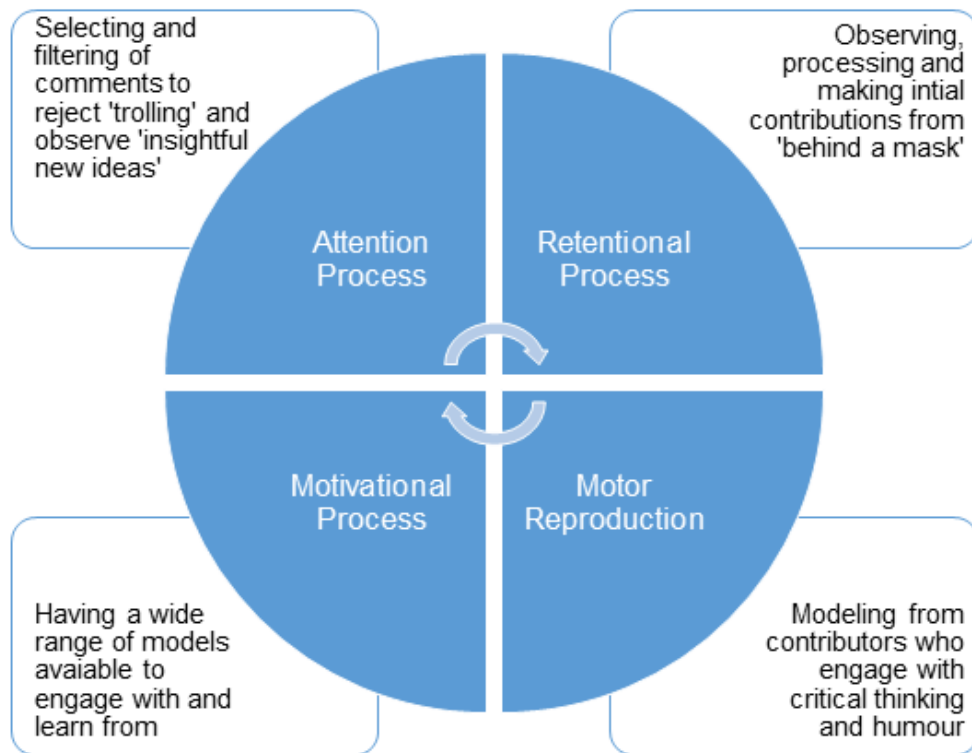 Selecting and
filtering of
comments to
reject 'trolling' and
observe 'insightful
new ideas'
Observing,
processing and
making intial
contributions from
'behind a mask'
Attention
Process
Retentional
Process
Motivational
Process
Motor
Reproduction
Having a wide
range of models
avaiable to
engage with and
learn from
Modeling from
contributors who
engage with
critical thinking
and humour